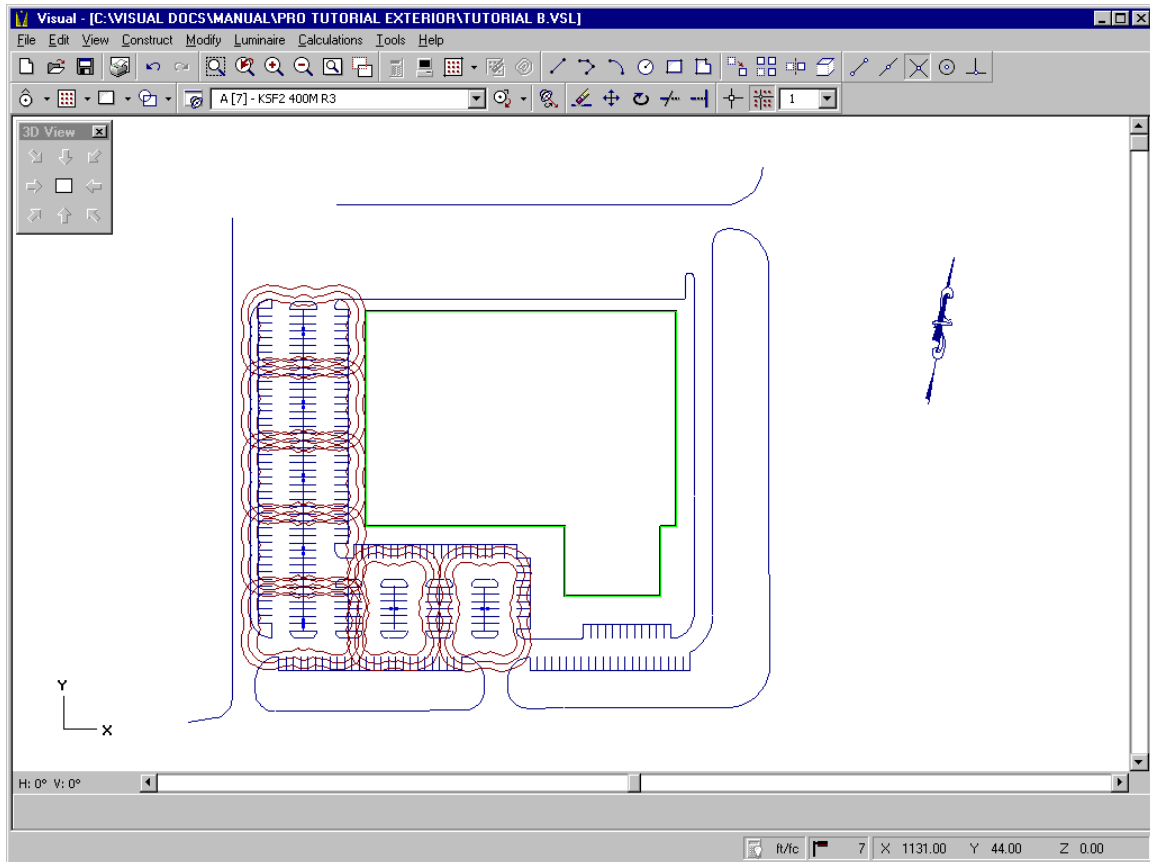 Visual - [C:\VISUAL DOCS\MANUAL\PRO TUTORIAL EXTERIOR\TUTORIAL B.VSL]
File Edit View Construct Modify Luminaire Calculations Tools Help
A [7] - KSF2 400M R3
1
3D View
Y
X
H: 0° V: 0°
ft/fc 7 X 1131.00 Y 44.00 Z 0.00